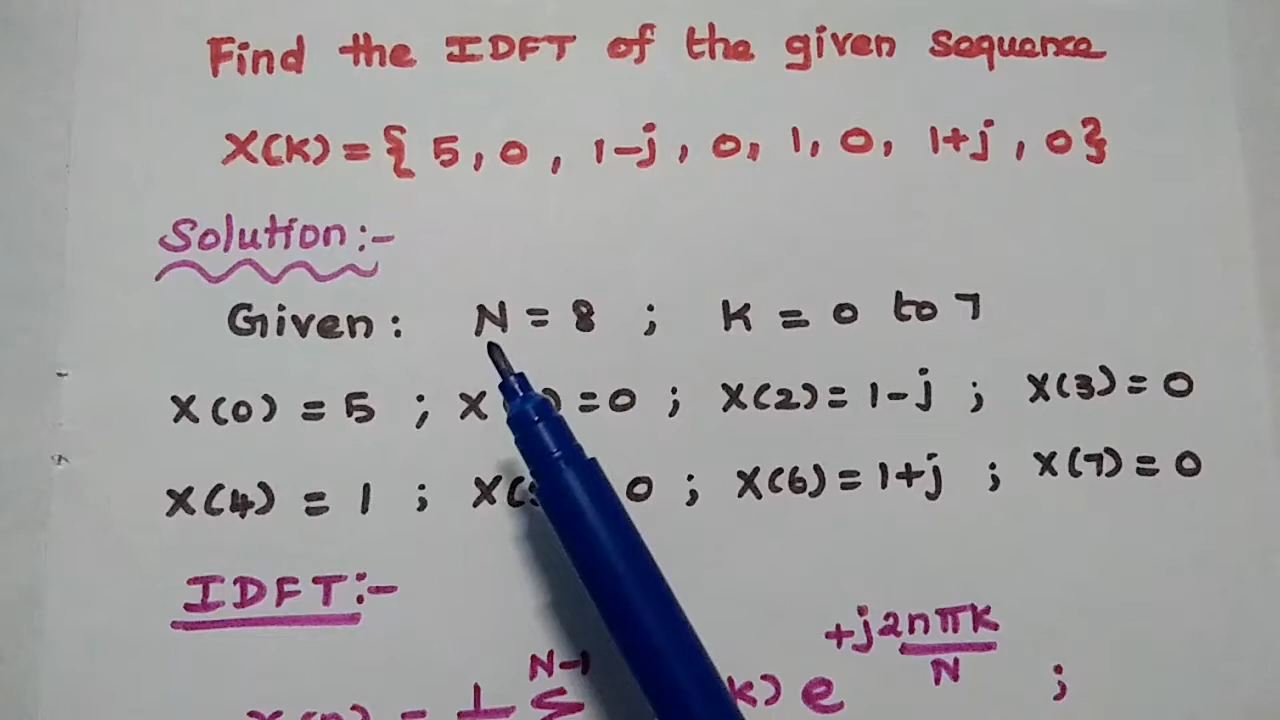 Find the IDFT of the given sequence
X(K) = { 5, 0, 1-j, 0, 1, 0, 1+j, 0}
Solution:-
Given: N = 8 ; K = 0 to 7
X(0) = 5 ; X( ) = 0 ; X(2) = 1-j ; X(3) = 0
X(4) = 1 ; X( 0 ; X(6) = 1+j ; X(7) = 0
IDFT:-
+j2nπk
N-1 N
1 Σ k) e ;